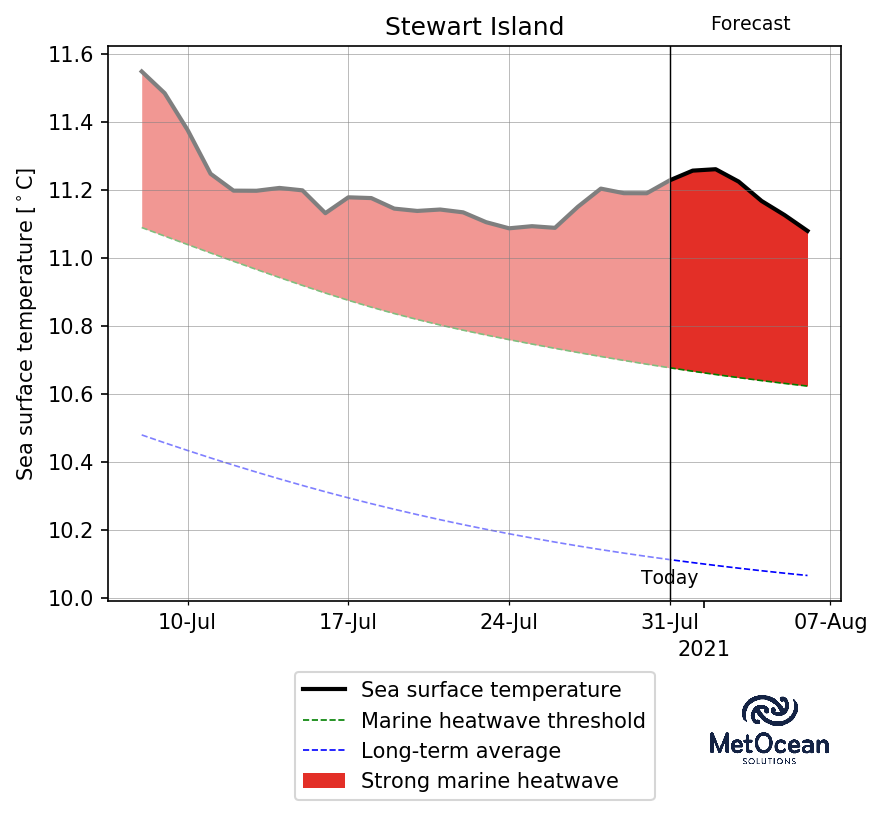 Stewart Island
Forecast
Sea surface temperature [°C]
11.6
11.4
11.2
11.0
10.8
10.6
10.4
10.2
10.0
Today
10-Jul 17-Jul 24-Jul 31-Jul 07-Aug
2021
Sea surface temperature
Marine heatwave threshold
Long-term average
Strong marine heatwave
MetOcean
SOLUTIONS